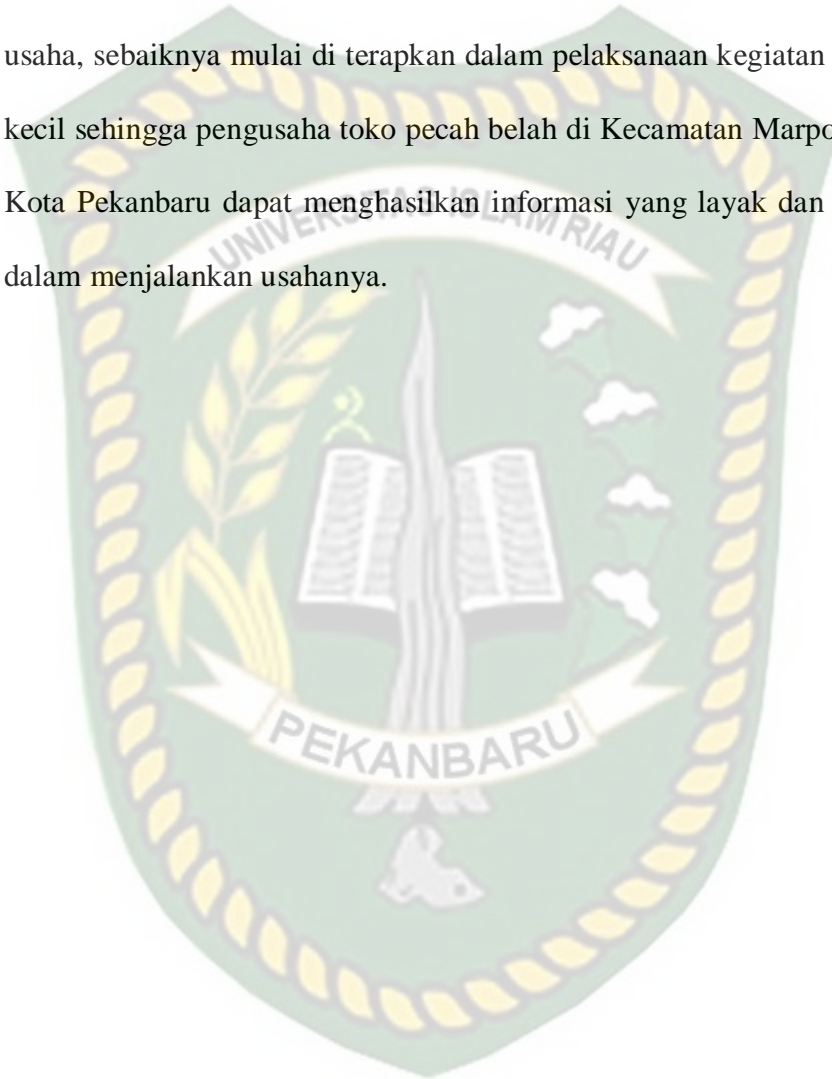 usaha, sebaiknya mulai di terapkan dalam pelaksanaan kegiatan
kecil sehingga pengusaha toko pecah belah di Kecamatan
Kota Pekanbaru dapat menghasilkan informasi yang layak dan
dalam menjalankan usahanya.
UNIVERSITAS ISLAM RIAU
PEKANBARU